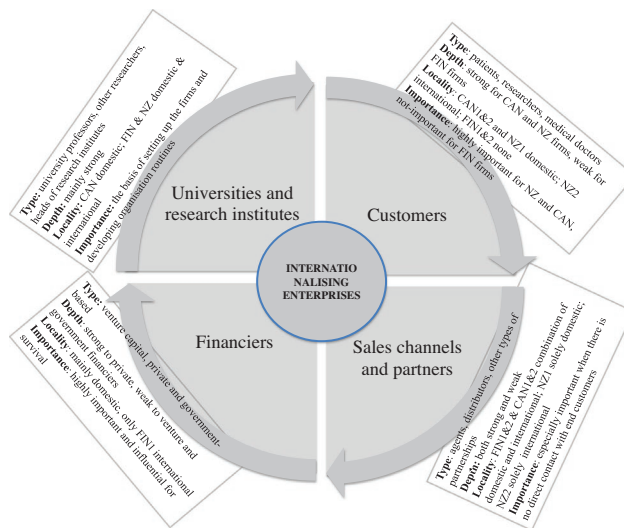 Type: university professors, other researchers,
heads of research institutes
Depth: mainly strong
Locality: CAN domestic; FIN & NZ domestic &
international
Importance: the basis of setting up the firms and
developing organisation routines
Type: patients, researchers, medical doctors
Depth: strong for CAN and NZ firms, weak for
FIN firms
Locality: CAN1&2 and NZ1 domestic; NZ2
international; FIN1&2 none
Importance: highly important for NZ and CAN,
not-important for FIN firms
Universities and
research institutes
Customers
INTERNATIO
NALISING
ENTERPRISES
Financiers
Sales channels
and partners
Type: venture capital, private and government-
based
Depth: strong to private, weak to venture and
government financiers
Locality: mainly domestic, only FIN1 international
Importance: highly important and influential for
survival
Type: agents, distributors, other types of
partnerships
Depth: both strong and weak
Locality: FIN1&2 & CAN1&2 combination of
domestic and international; NZ1 solely domestic;
NZ2 solely international
Importance: especially important when there is
no direct contact with end customers